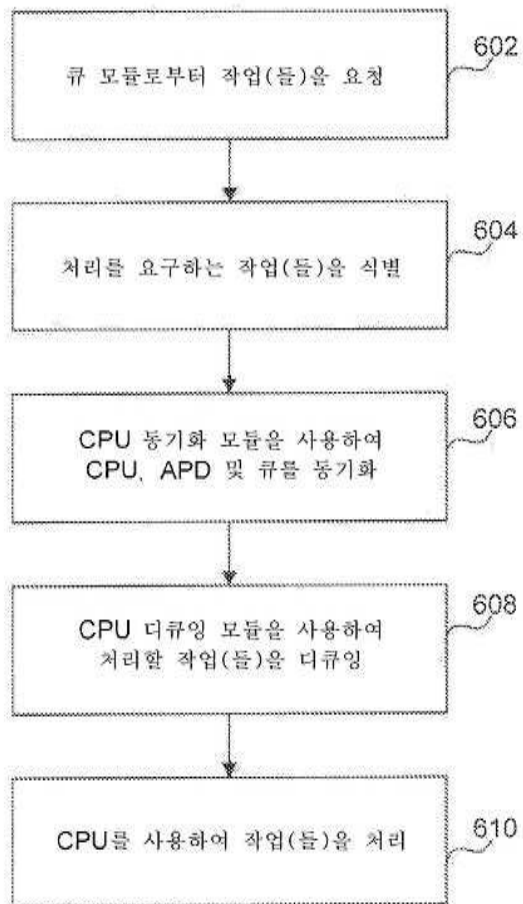 큐 모듈로부터 작업(들)을 요청
602
처리를 요구하는 작업(들)을 식별
604
CPU 동기화 모듈을 사용하여
CPU, APD 및 큐를 동기화
606
CPU 디큐잉 모듈을 사용하여
처리할 작업(들)을 디큐잉
608
CPU를 사용하여 작업(들)을 처리
610